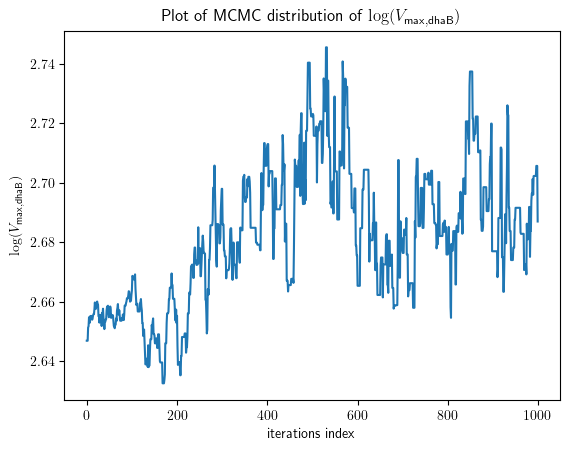 Plot of MCMC distribution of log(V_max,dhaB)
log(V_max,dhaB)
2.74
2.72
2.70
2.68
2.66
2.64
0 200 400 600 800 1000
iterations index